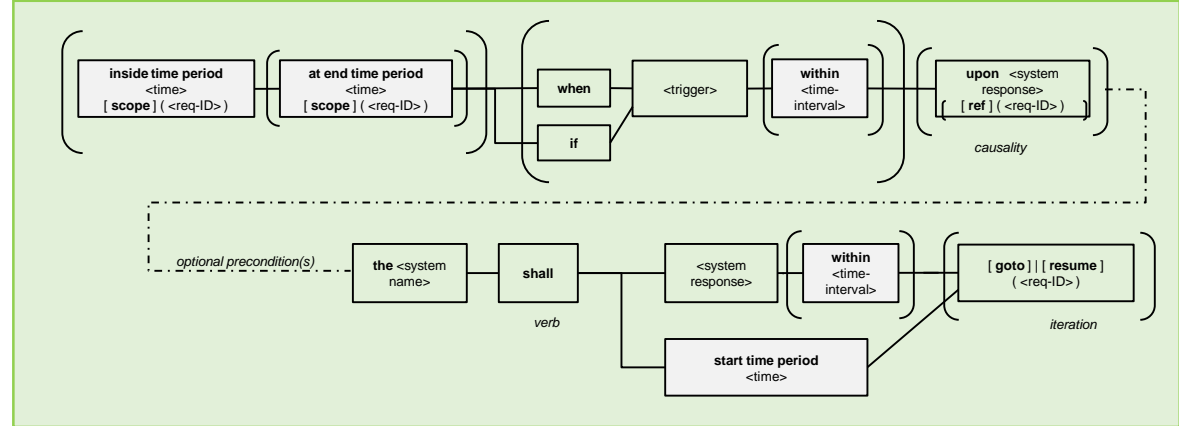 inside time period
<time>
[ scope ] ( <req-ID> )
at end time period
<time>
[ scope ] ( <req-ID> )
when
if
<trigger>
within
<time-
interval>
upon <system
response>
[ ref ] ( <req-ID> )
causality
optional precondition(s)
the <system
name>
shall
verb
<system
response>
within
<time-
interval>
[ goto ] | [ resume ]
( <req-ID> )
iteration
start time period
<time>